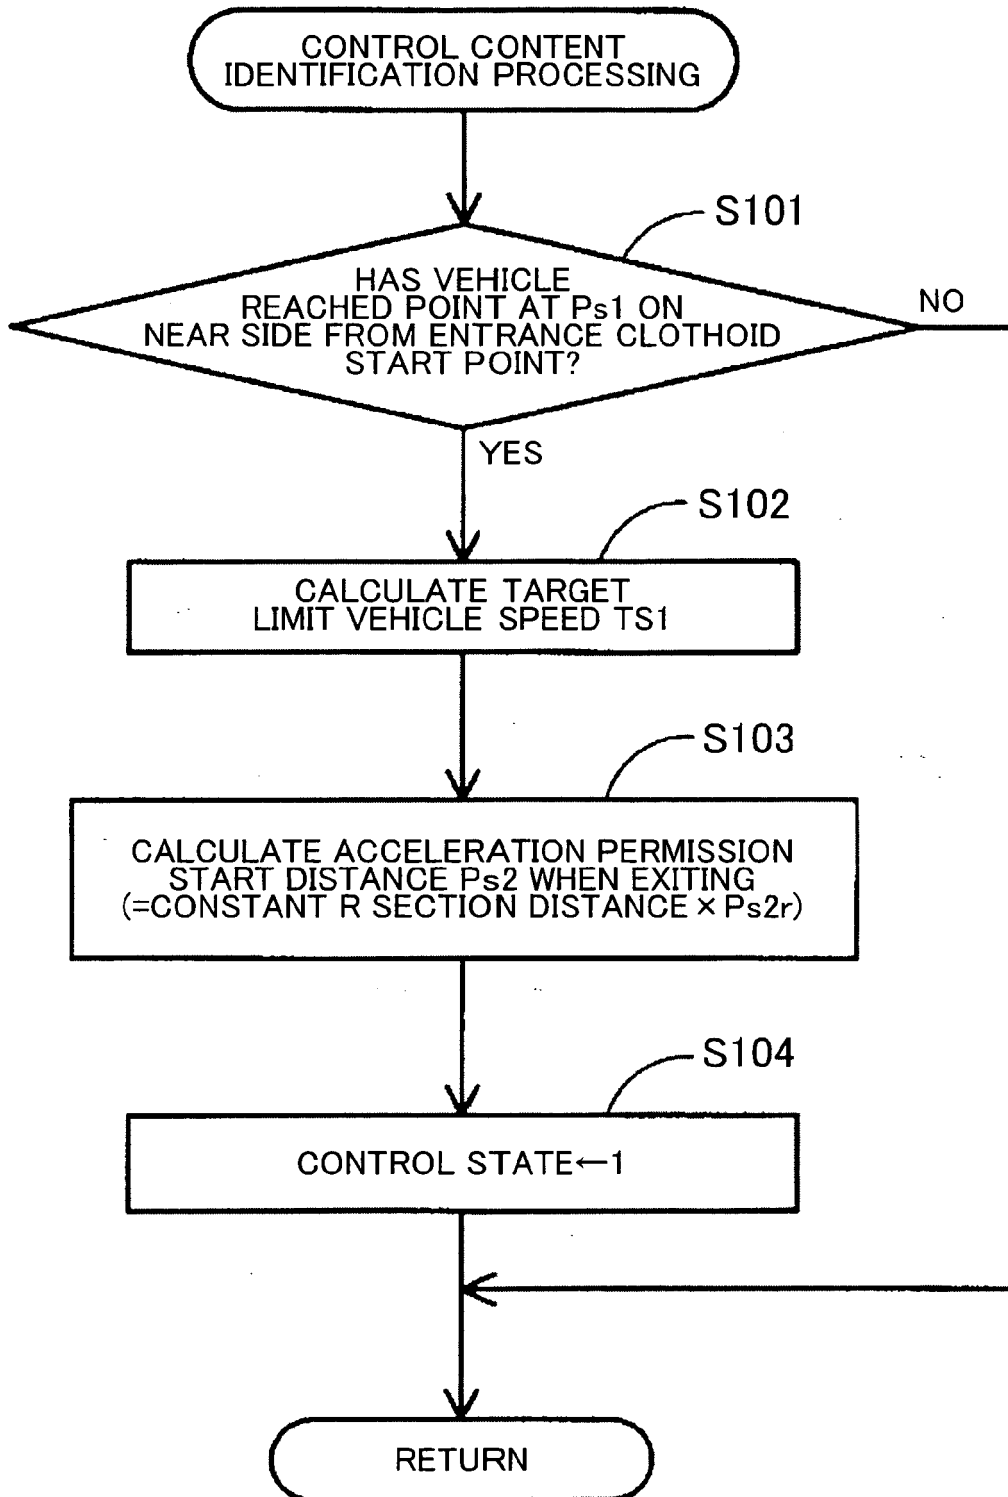 CONTROL CONTENT
IDENTIFICATION PROCESSING
S101
HAS VEHICLE
REACHED POINT AT Ps1 ON
NEAR SIDE FROM ENTRANCE CLOTHOID
START POINT?
NO
YES
S102
CALCULATE TARGET
LIMIT VEHICLE SPEED TS1
S103
CALCULATE ACCELERATION PERMISSION
START DISTANCE Ps2 WHEN EXITING
(=CONSTANT R SECTION DISTANCE × Ps2r)
S104
CONTROL STATE←1
RETURN